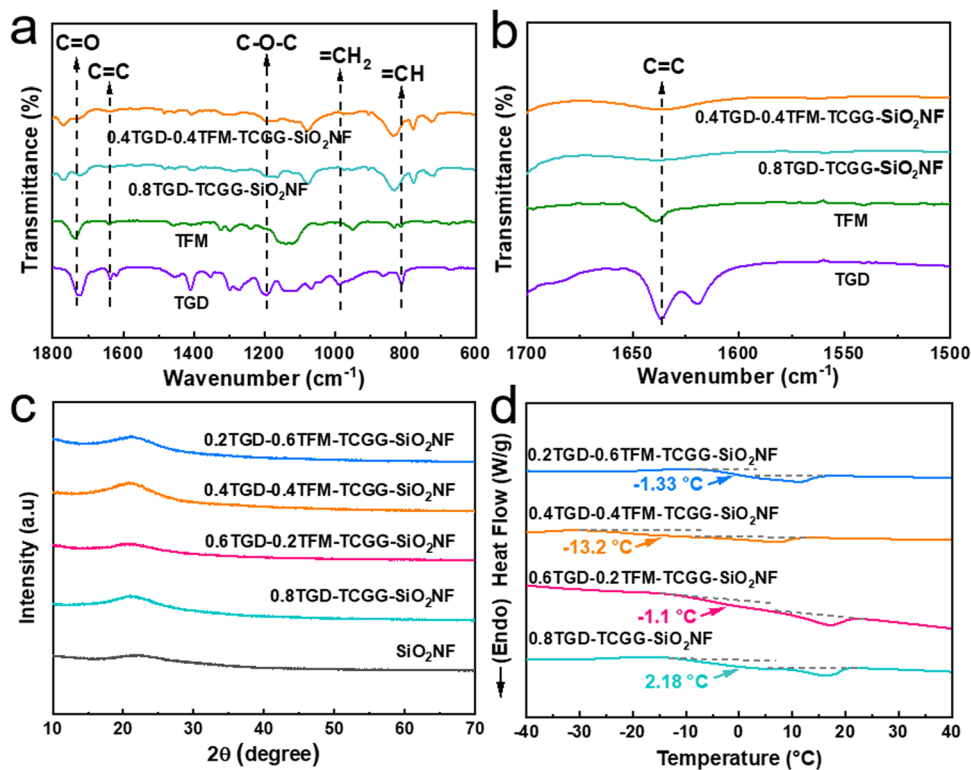 a
C=O
C=C
C-O-C
=CH₂
=CH
0.4TGD-0.4TFM-TCGG-SiO₂NF
0.8TGD-TCGG-SiO₂NF
TFM
TGD
Transmittance (%)
1800 1600 1400 1200 1000 800 600
Wavenumber (cm⁻¹)
b
C=C
0.4TGD-0.4TFM-TCGG-SiO₂NF
0.8TGD-TCGG-SiO₂NF
TFM
TGD
Transmittance (%)
1700 1650 1600 1550 1500
Wavenumber (cm⁻¹)
c
0.2TGD-0.6TFM-TCGG-SiO₂NF
0.4TGD-0.4TFM-TCGG-SiO₂NF
0.6TGD-0.2TFM-TCGG-SiO₂NF
0.8TGD-TCGG-SiO₂NF
SiO₂NF
Intensity (a.u)
10 20 30 40 50 60 70
2θ (degree)
d
0.2TGD-0.6TFM-TCGG-SiO₂NF
-1.33 °C
0.4TGD-0.4TFM-TCGG-SiO₂NF
-13.2 °C
0.6TGD-0.2TFM-TCGG-SiO₂NF
-1.1 °C
0.8TGD-TCGG-SiO₂NF
2.18 °C
(Endo) Heat Flow (W/g)
-40 -30 -20 -10 0 10 20 30 40
Temperature (°C)